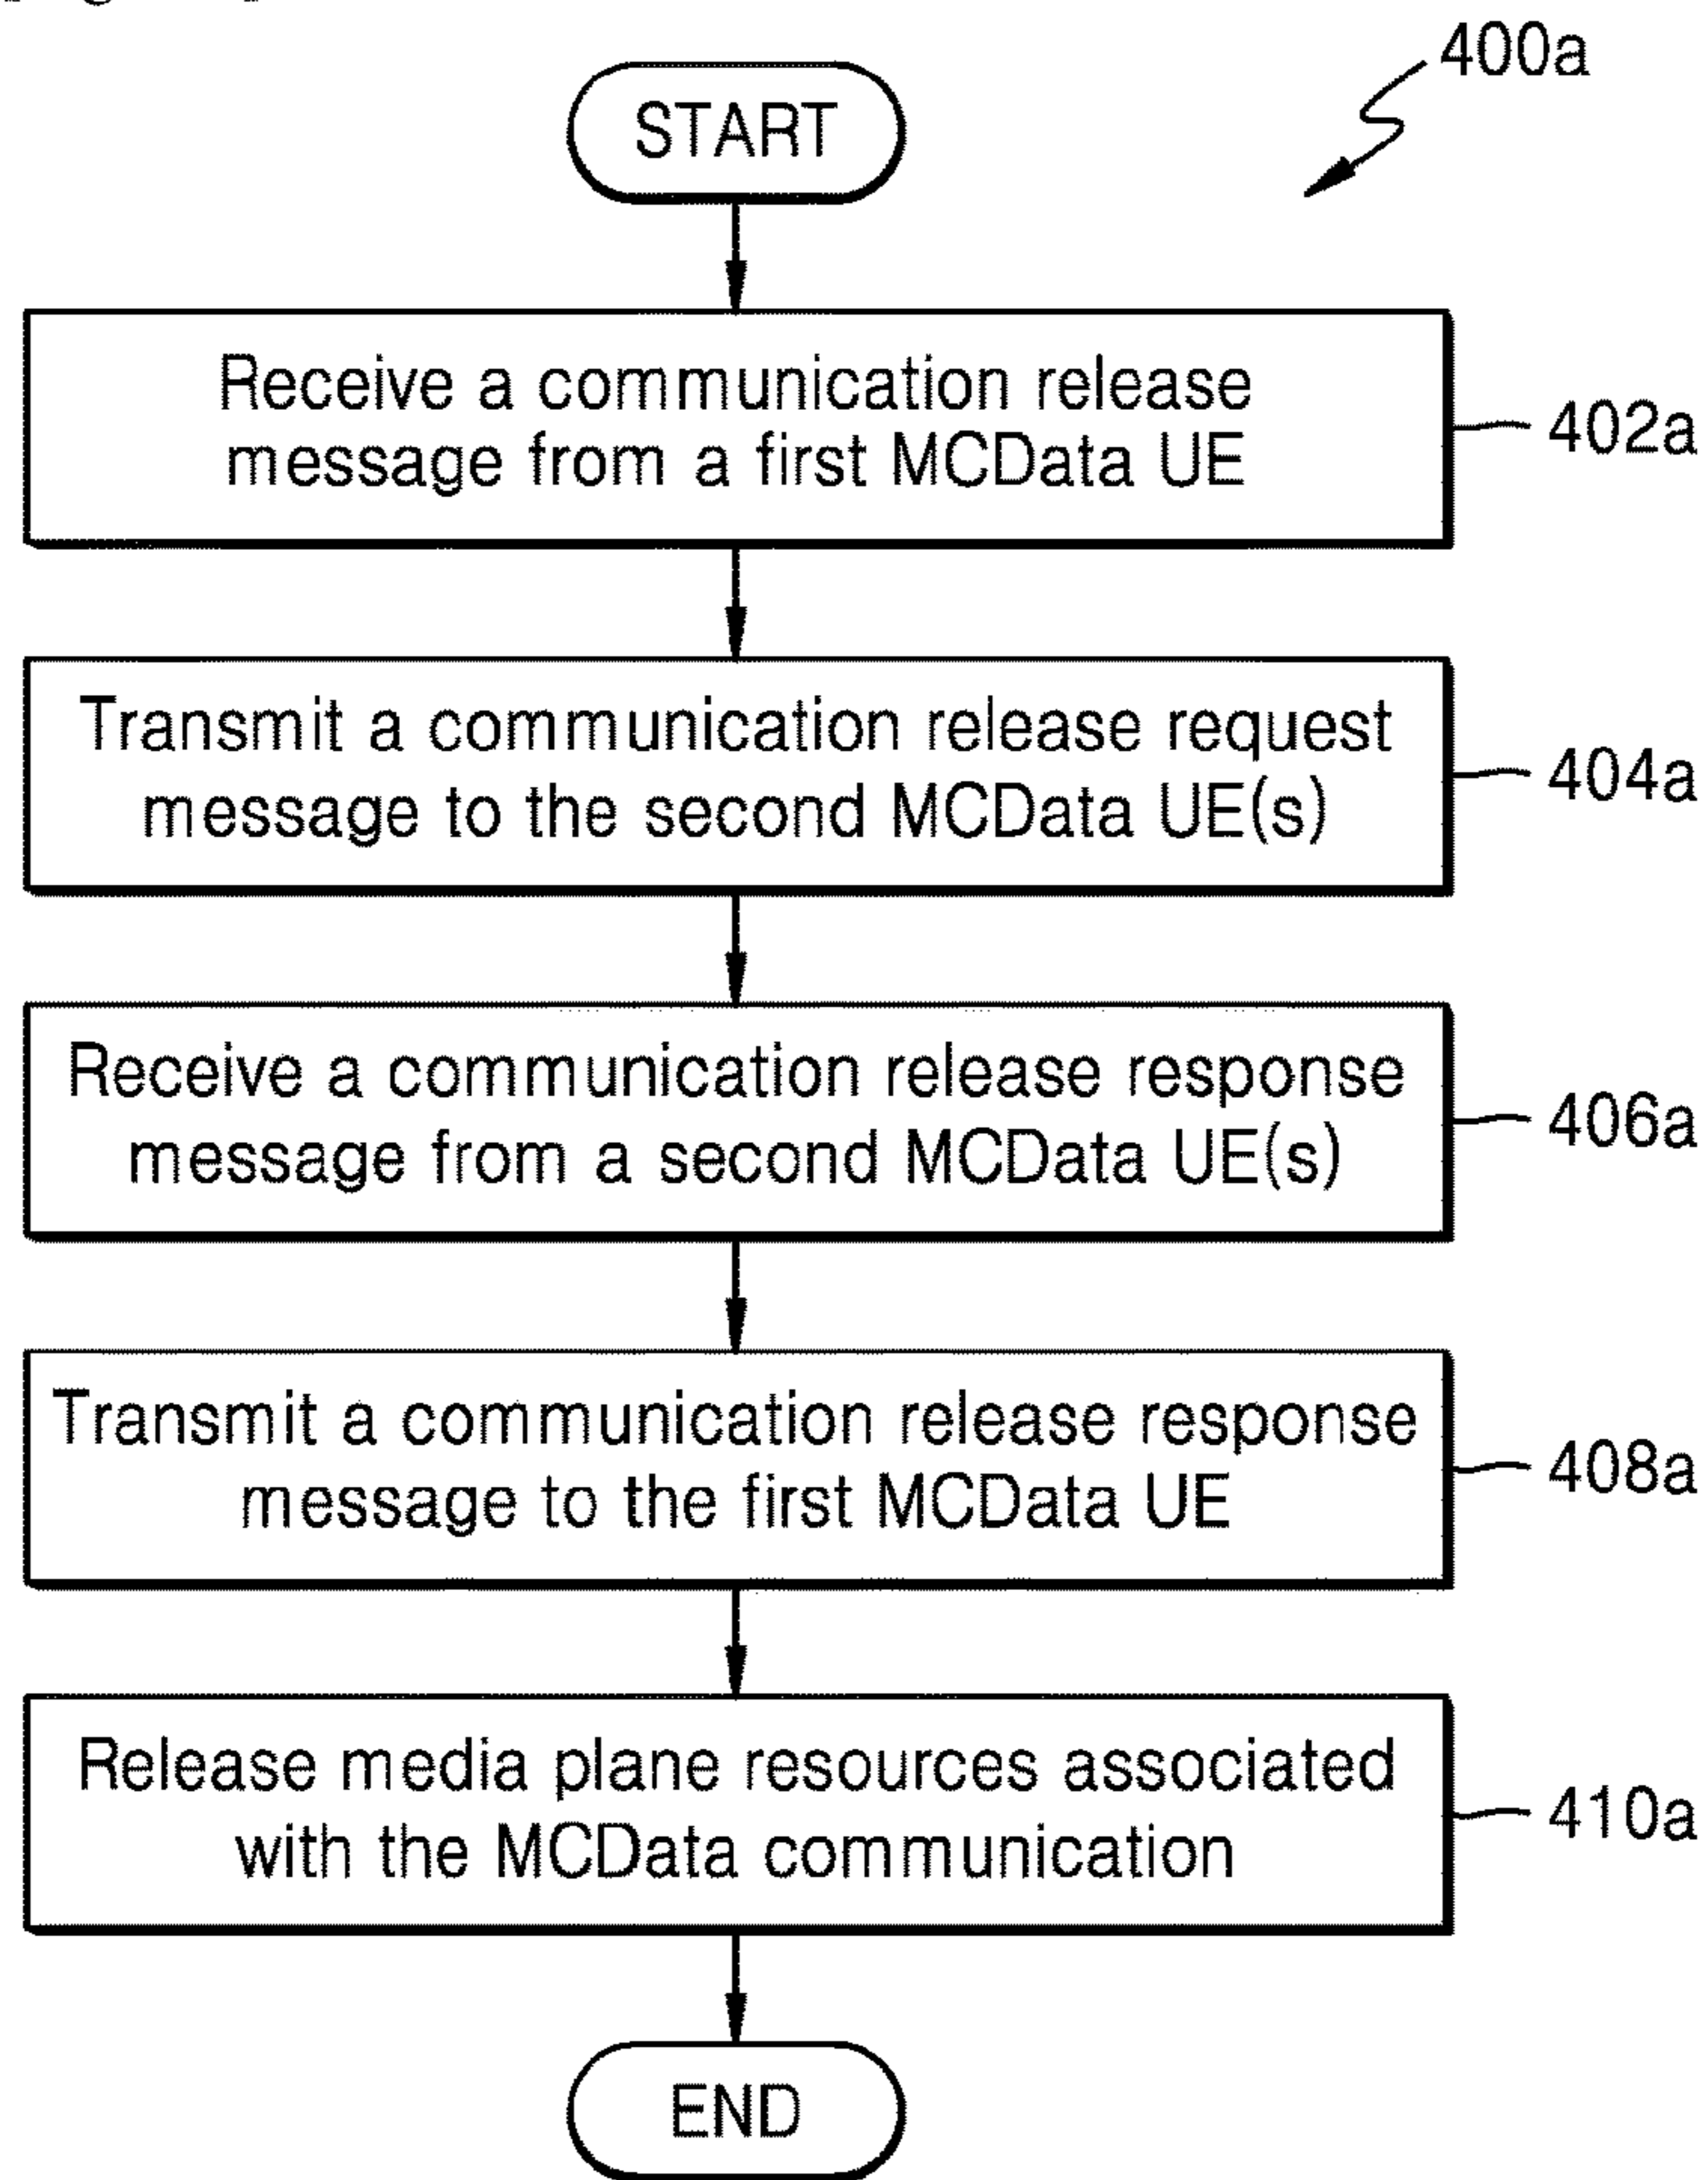 400a
START
Receive a communication release
message from a first MCData UE
402a
Transmit a communication release request
message to the second MCData UE(s)
404a
Receive a communication release response
message from a second MCData UE(s)
406a
Transmit a communication release response
message to the first MCData UE
408a
Release media plane resources associated
with the MCData communication
410a
END